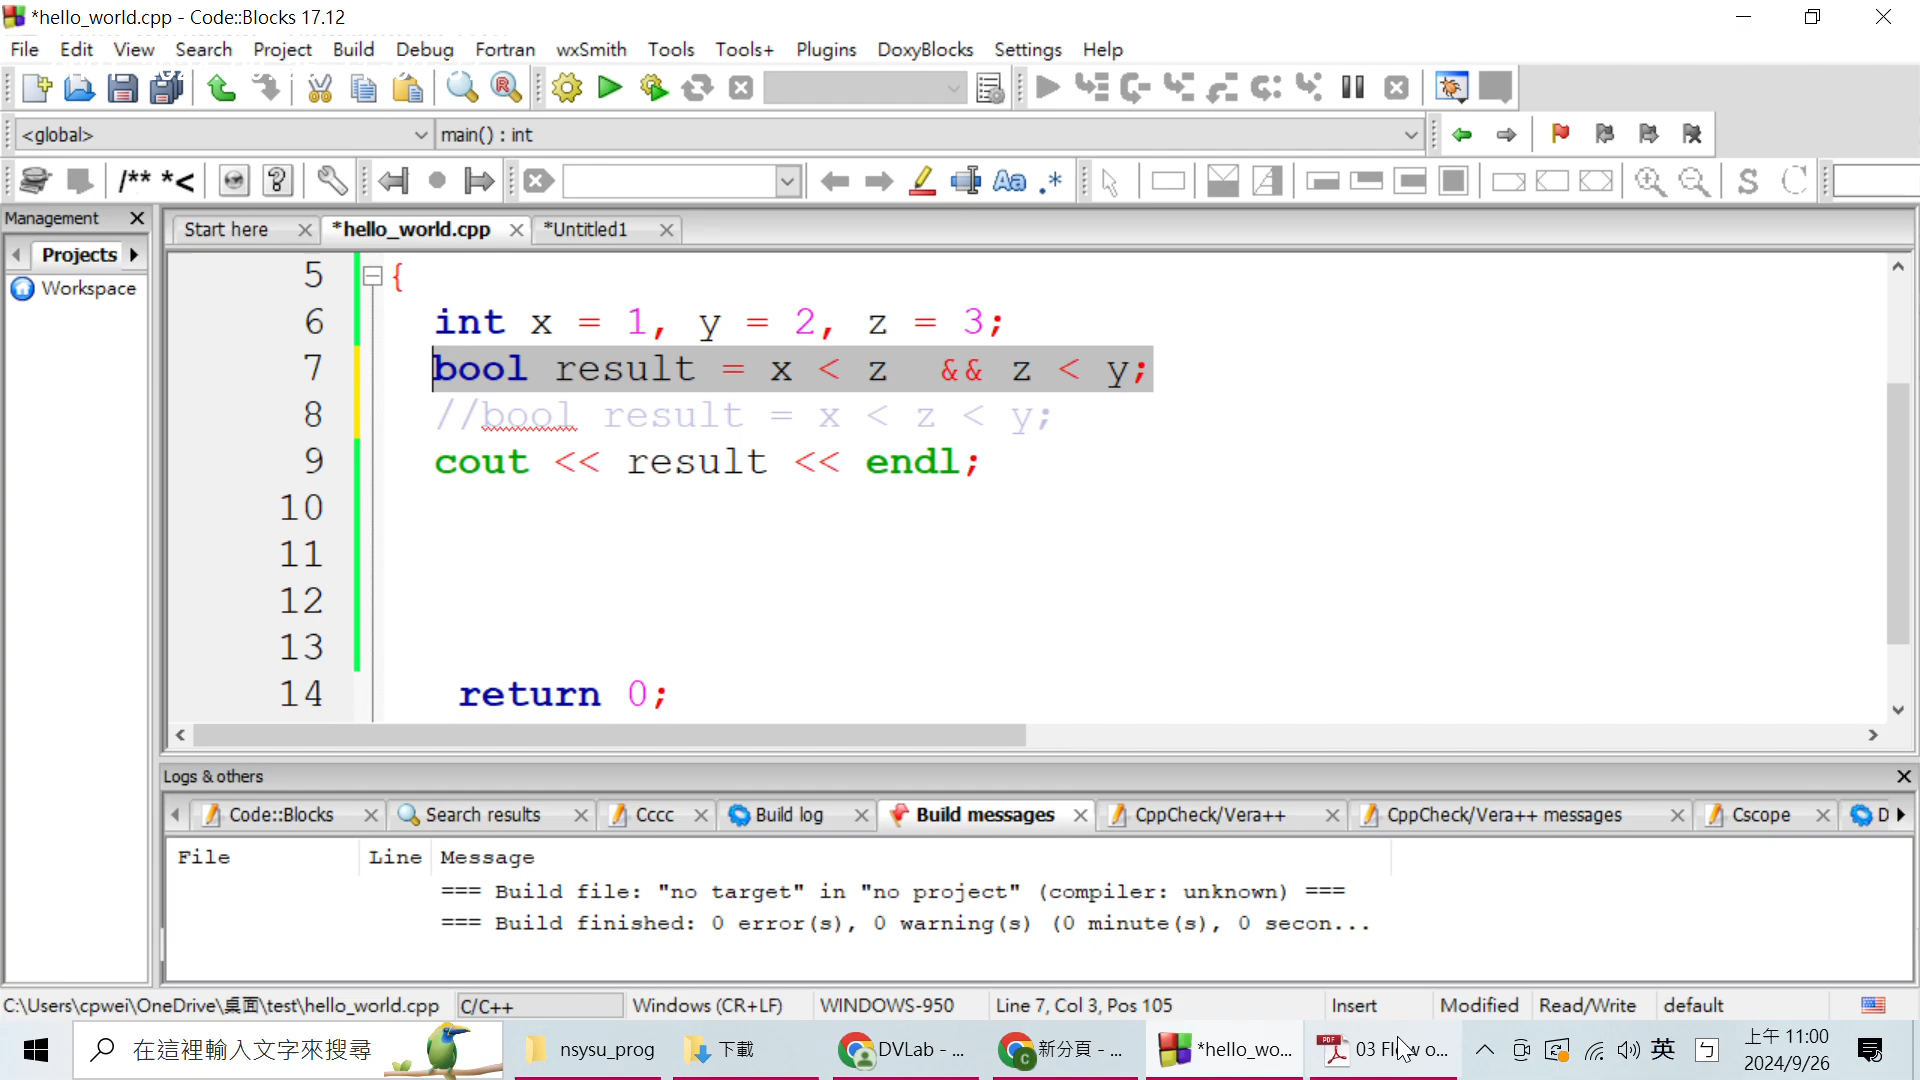 *hello_world.cpp - Code::Blocks 17.12
File Edit View Search Project Build Debug Fortran wxSmith Tools Tools+ Plugins DoxyBlocks Settings Help
<global> main() : int
/** *<
Aa .* S
Management
Start here *hello_world.cpp *Untitled1
Projects
Workspace
5 {
6 int x = 1, y = 2, z = 3;
7 bool result = x < z  && z < y;
8 //bool result = x < z < y;
9 cout << result << endl;
10
11
12
13
14 return 0;
Logs & others
Code::Blocks Search results Cccc Build log Build messages CppCheck/Vera++ CppCheck/Vera++ messages Cscope D
File Line Message
=== Build file: "no target" in "no project" (compiler: unknown) ===
=== Build finished: 0 error(s), 0 warning(s) (0 minute(s), 0 secon...
C:\Users\cpwei\OneDrive\桌面\test\hello_world.cpp C/C++ Windows (CR+LF) WINDOWS-950 Line 7, Col 3, Pos 105 Insert Modified Read/Write default
在這裡輸入文字來搜尋 nsysu_prog 下載 DVLab - ... 新分頁 - ... *hello_wo... 03 Flow o... 英 ㄅ 上午 11:00
2024/9/26